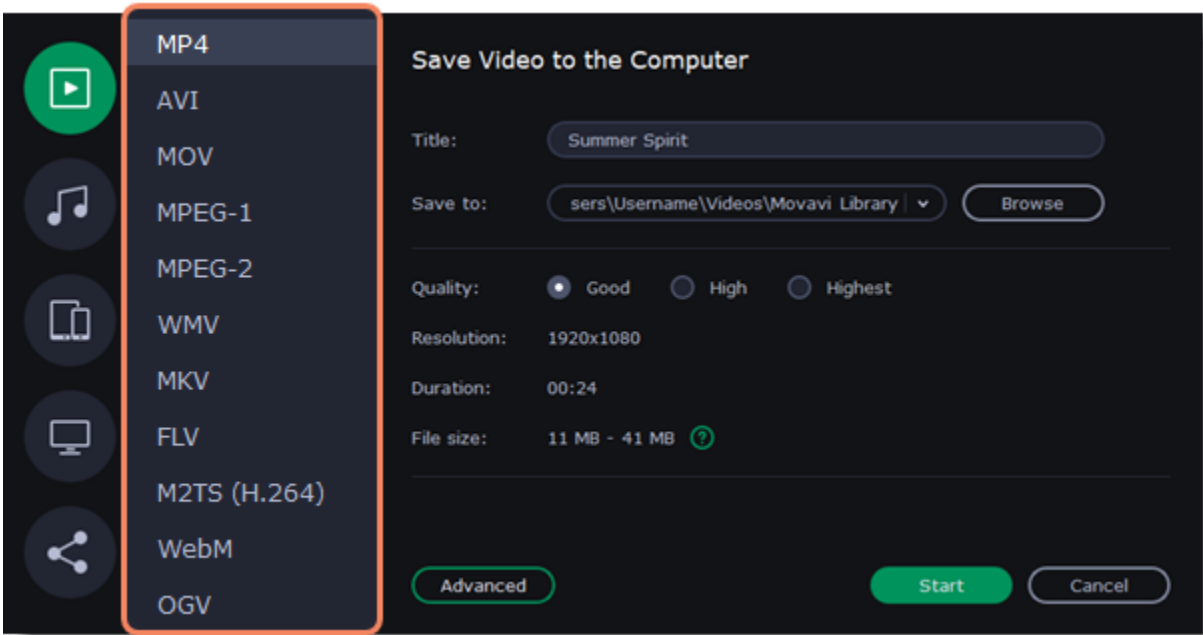 MP4
AVI
MOV
MPEG-1
MPEG-2
WMV
MKV
FLV
M2TS (H.264)
WebM
OGV
Save Video to the Computer
Title: Summer Spirit
Save to: sers\Username\Videos\Movavi Library Browse
Quality: Good High Highest
Resolution: 1920x1080
Duration: 00:24
File size: 11 MB - 41 MB ?
Advanced Start Cancel